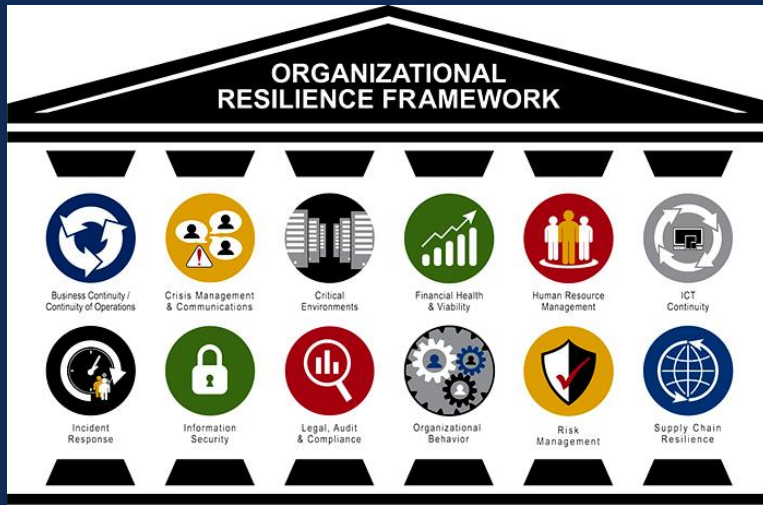 ORGANIZATIONAL
RESILIENCE FRAMEWORK
Business Continuity /
Continuity of Operations
Crisis Management
& Communications
Critical
Environments
Financial Health
& Viability
Human Resource
Management
ICT
Continuity
Incident
Response
Information
Security
Legal, Audit
& Compliance
Organizational
Behavior
Risk
Management
Supply Chain
Resilience